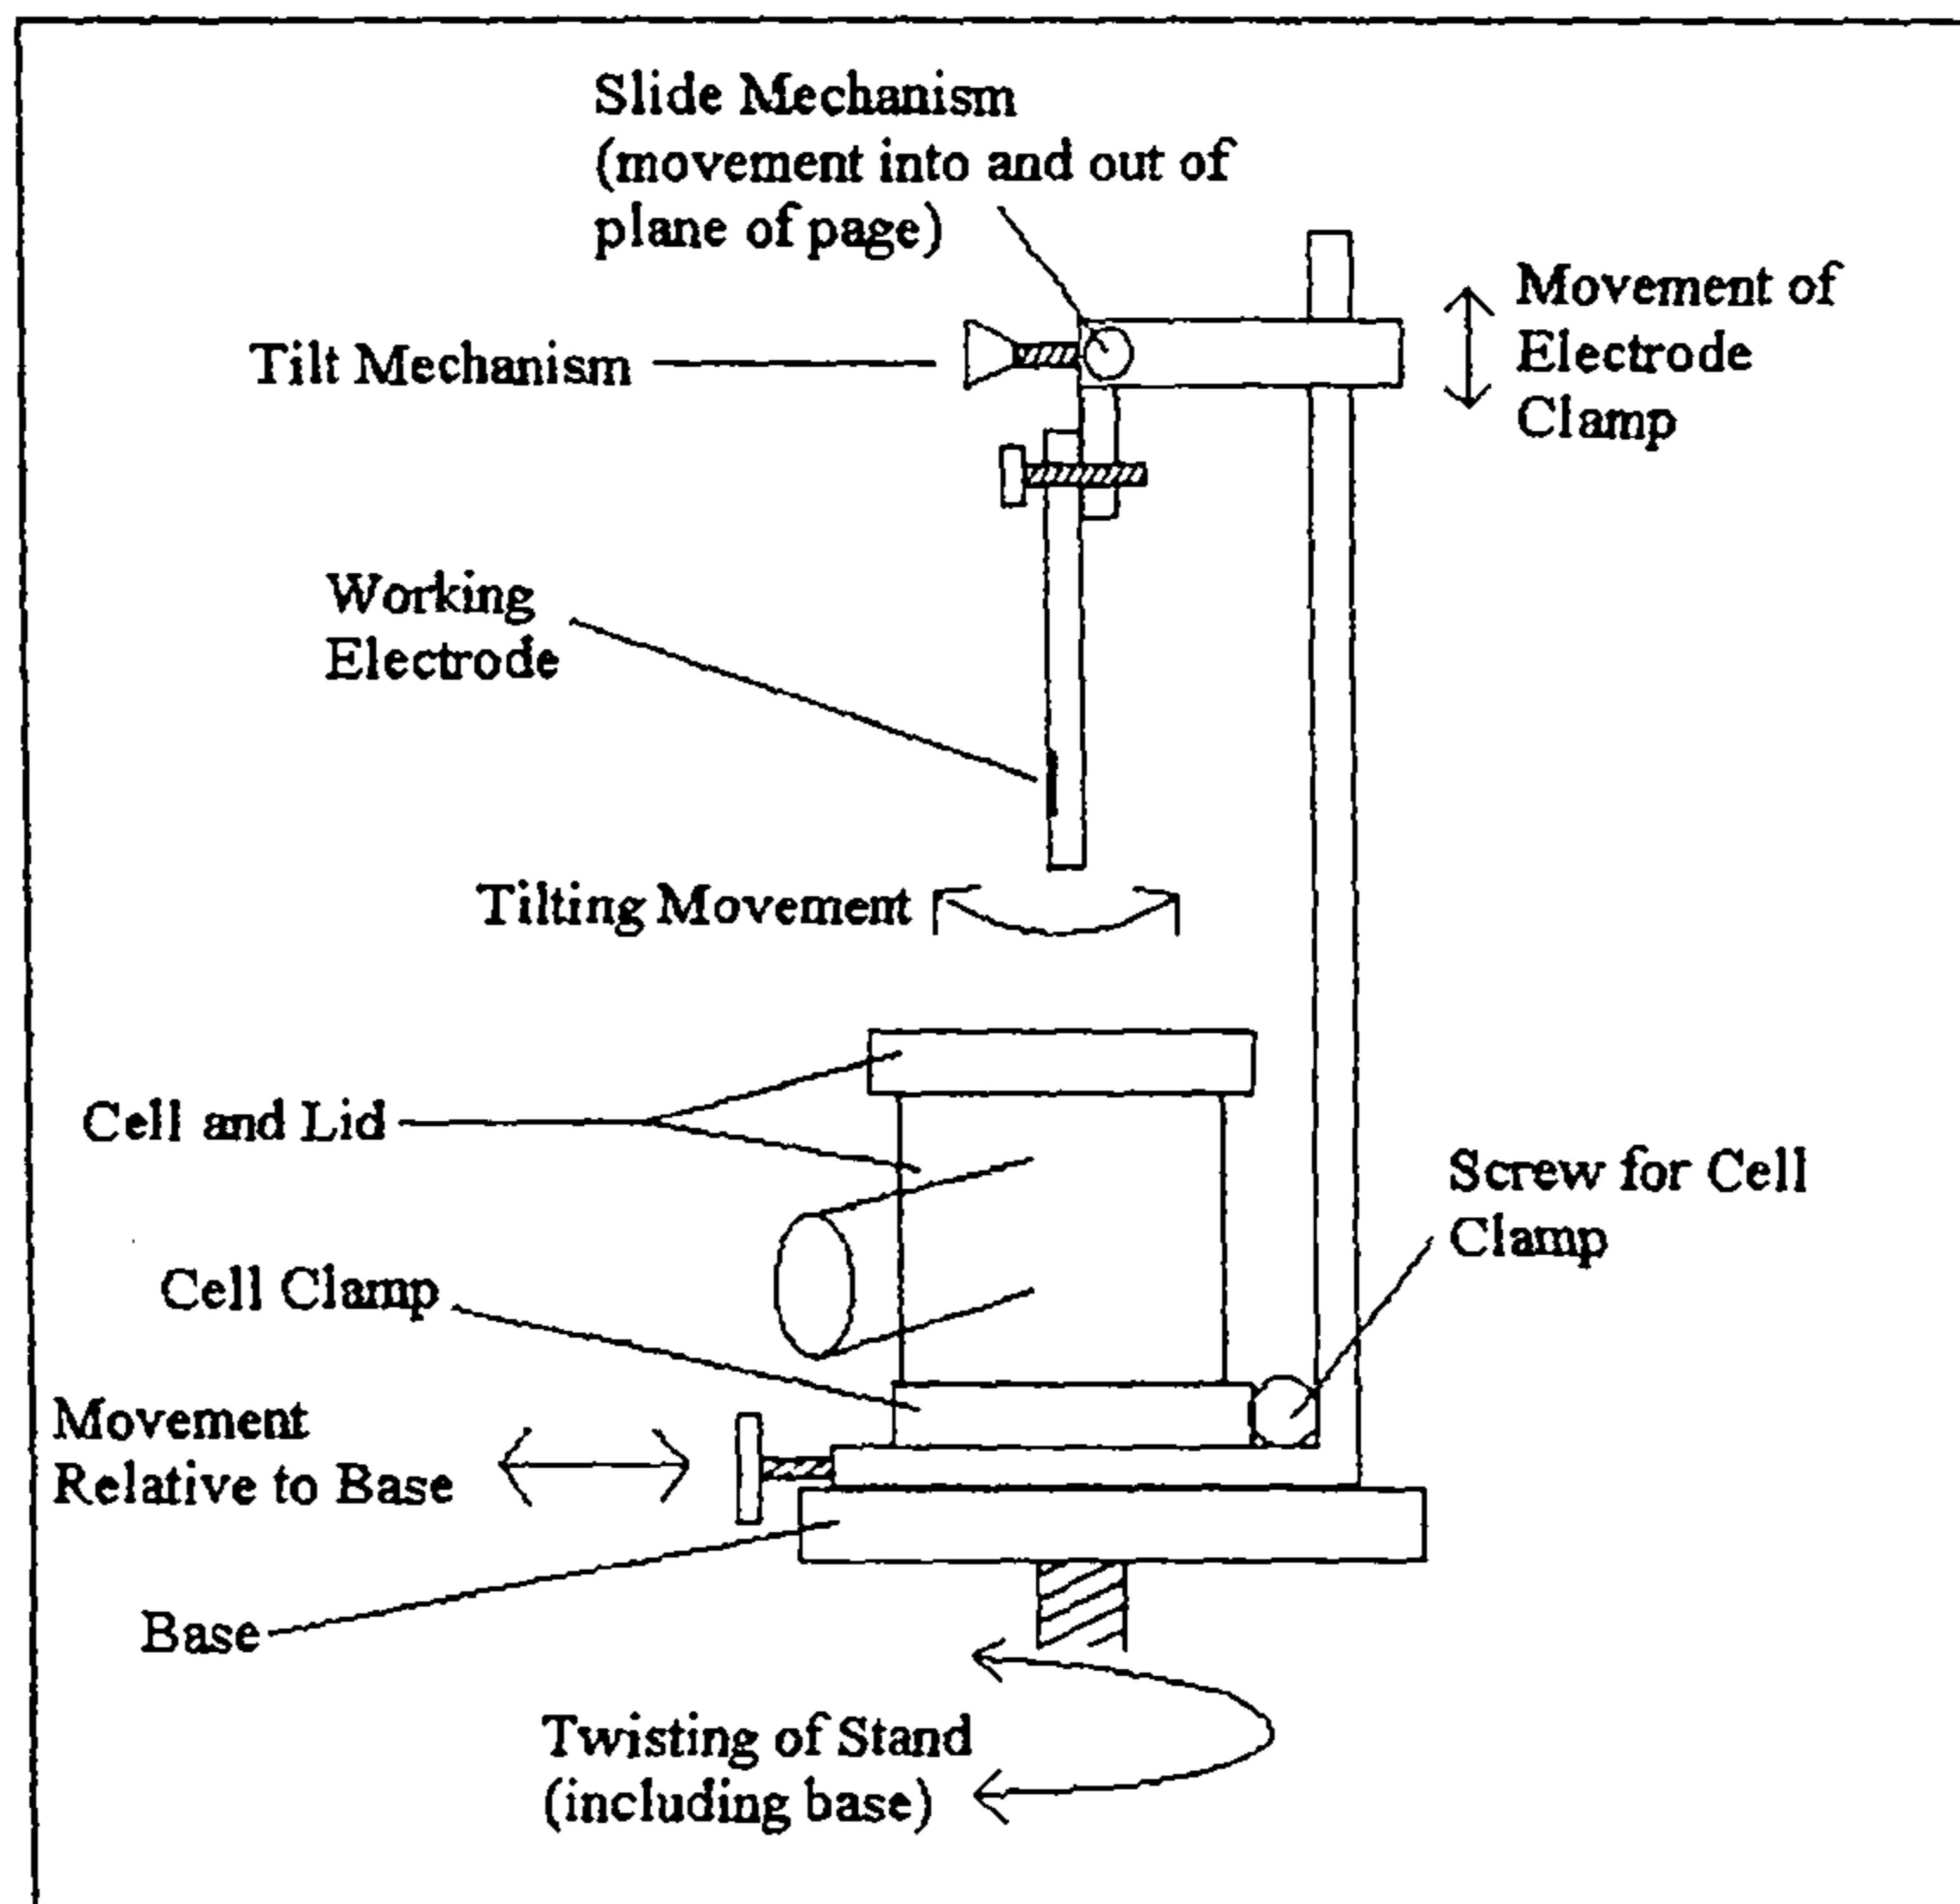 Slide Mechanism
(movement into and out of
plane of page)
Movement of
Electrode
Clamp
Tilt Mechanism
Working
Electrode
Tilting Movement
Cell and Lid
Screw for Cell
Clamp
Cell Clamp
Movement
Relative to Base
Base
Twisting of Stand
(including base)